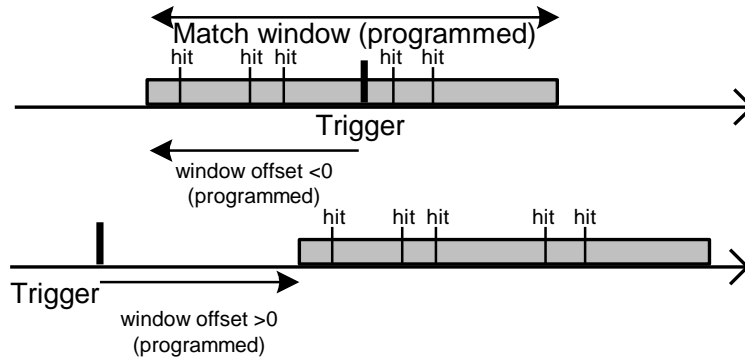 Match window (programmed)
hit hit hit hit hit
Trigger
window offset <0
(programmed)
hit hit hit hit hit
Trigger
window offset >0
(programmed)